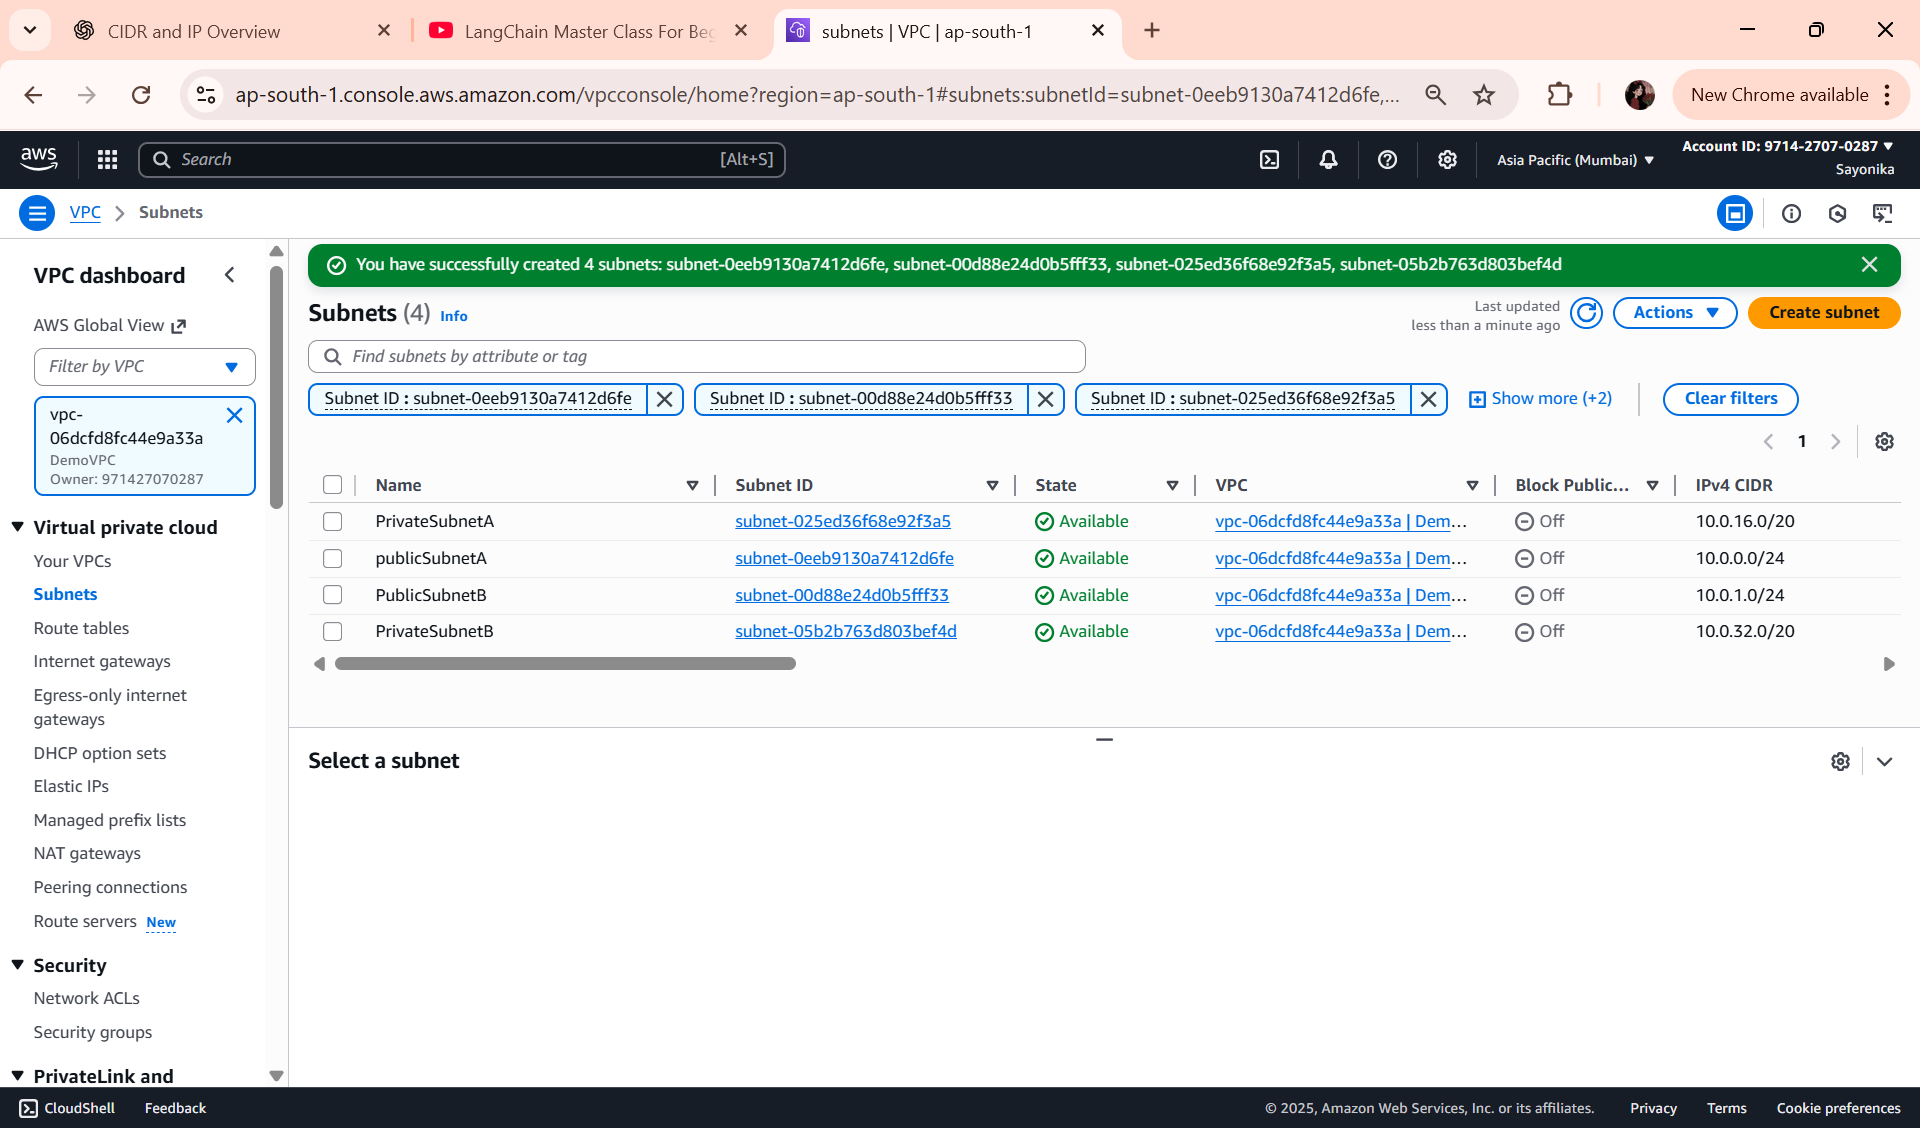 CIDR and IP Overview
LangChain Master Class For Beg
subnets | VPC | ap-south-1
ap-south-1.console.aws.amazon.com/vpcconsole/home?region=ap-south-1#subnets:subnetId=subnet-0eeb9130a7412d6fe,...
New Chrome available
aws
Search
[Alt+S]
Asia Pacific (Mumbai)
Account ID: 9714-2707-0287
Sayonika
VPC
Subnets
VPC dashboard
AWS Global View
Filter by VPC
vpc-
06dcfd8fc44e9a33a
DemoVPC
Owner: 971427070287
Virtual private cloud
Your VPCs
Subnets
Route tables
Internet gateways
Egress-only internet
gateways
DHCP option sets
Elastic IPs
Managed prefix lists
NAT gateways
Peering connections
Route servers New
Security
Network ACLs
Security groups
PrivateLink and
You have successfully created 4 subnets: subnet-0eeb9130a7412d6fe, subnet-00d88e24d0b5fff33, subnet-025ed36f68e92f3a5, subnet-05b2b763d803bef4d
Subnets (4) Info
Last updated
less than a minute ago
Actions
Create subnet
Find subnets by attribute or tag
Subnet ID : subnet-0eeb9130a7412d6fe
Subnet ID : subnet-00d88e24d0b5fff33
Subnet ID : subnet-025ed36f68e92f3a5
Show more (+2)
Clear filters
1
Name Subnet ID State VPC Block Public... IPv4 CIDR
PrivateSubnetA subnet-025ed36f68e92f3a5 Available vpc-06dcfd8fc44e9a33a | Dem... Off 10.0.16.0/20
publicSubnetA subnet-0eeb9130a7412d6fe Available vpc-06dcfd8fc44e9a33a | Dem... Off 10.0.0.0/24
PublicSubnetB subnet-00d88e24d0b5fff33 Available vpc-06dcfd8fc44e9a33a | Dem... Off 10.0.1.0/24
PrivateSubnetB subnet-05b2b763d803bef4d Available vpc-06dcfd8fc44e9a33a | Dem... Off 10.0.32.0/20
Select a subnet
CloudShell
Feedback
© 2025, Amazon Web Services, Inc. or its affiliates.
Privacy
Terms
Cookie preferences